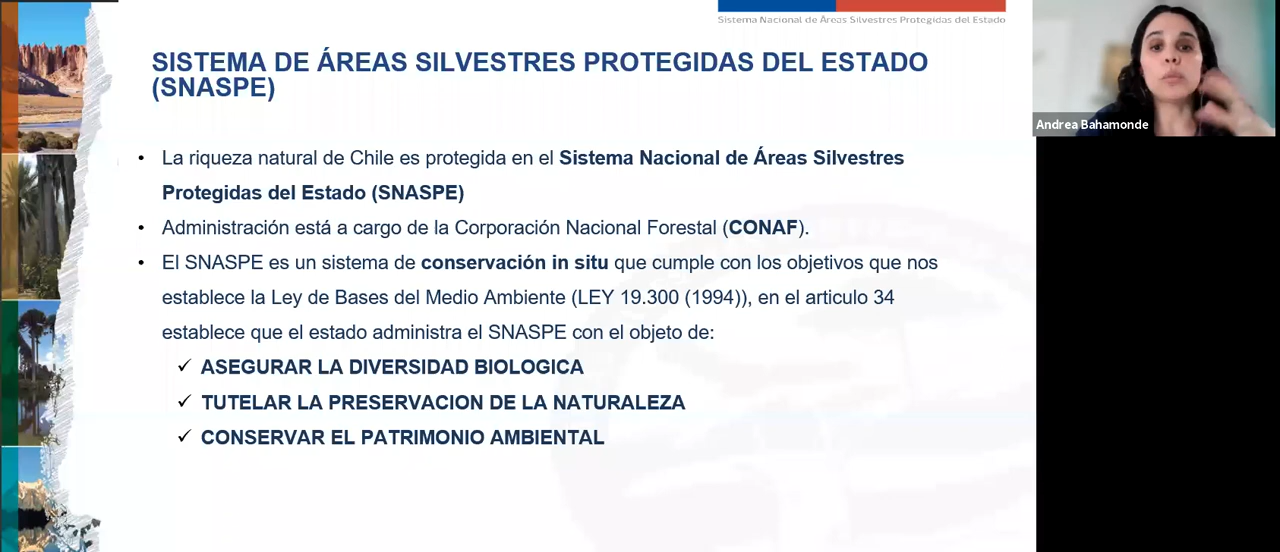 Sistema Nacional de Áreas Silvestres Protegidas del Estado
SISTEMA DE ÁREAS SILVESTRES PROTEGIDAS DEL ESTADO
(SNASPE)
Andrea Bahamonde
• La riqueza natural de Chile es protegida en el Sistema Nacional de Áreas Silvestres
Protegidas del Estado (SNASPE)
• Administración está a cargo de la Corporación Nacional Forestal (CONAF).
• El SNASPE es un sistema de conservación in situ que cumple con los objetivos que nos
establece la Ley de Bases del Medio Ambiente (LEY 19.300 (1994)), en el articulo 34
establece que el estado administra el SNASPE con el objeto de:
✓ ASEGURAR LA DIVERSIDAD BIOLOGICA
✓ TUTELAR LA PRESERVACION DE LA NATURALEZA
✓ CONSERVAR EL PATRIMONIO AMBIENTAL